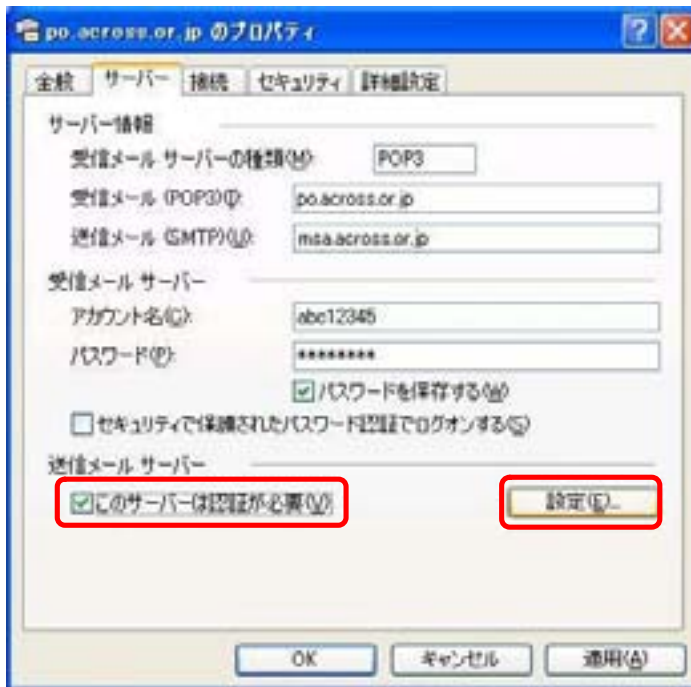 po.across.or.jp のプロパティ
全般 サーバー 接続 セキュリティ 詳細設定
サーバー情報
受信メール サーバーの種類(M): POP3
受信メール (POP3)(I): po.across.or.jp
送信メール (SMTP)(U): msa.across.or.jp
受信メール サーバー
アカウント名(C): abc12345
パスワード(P): ********
パスワードを保存する(W)
セキュリティで保護されたパスワード認証でログオンする(S)
送信メール サーバー
このサーバーは認証が必要(V) 設定(E)...
OK キャンセル 適用(A)